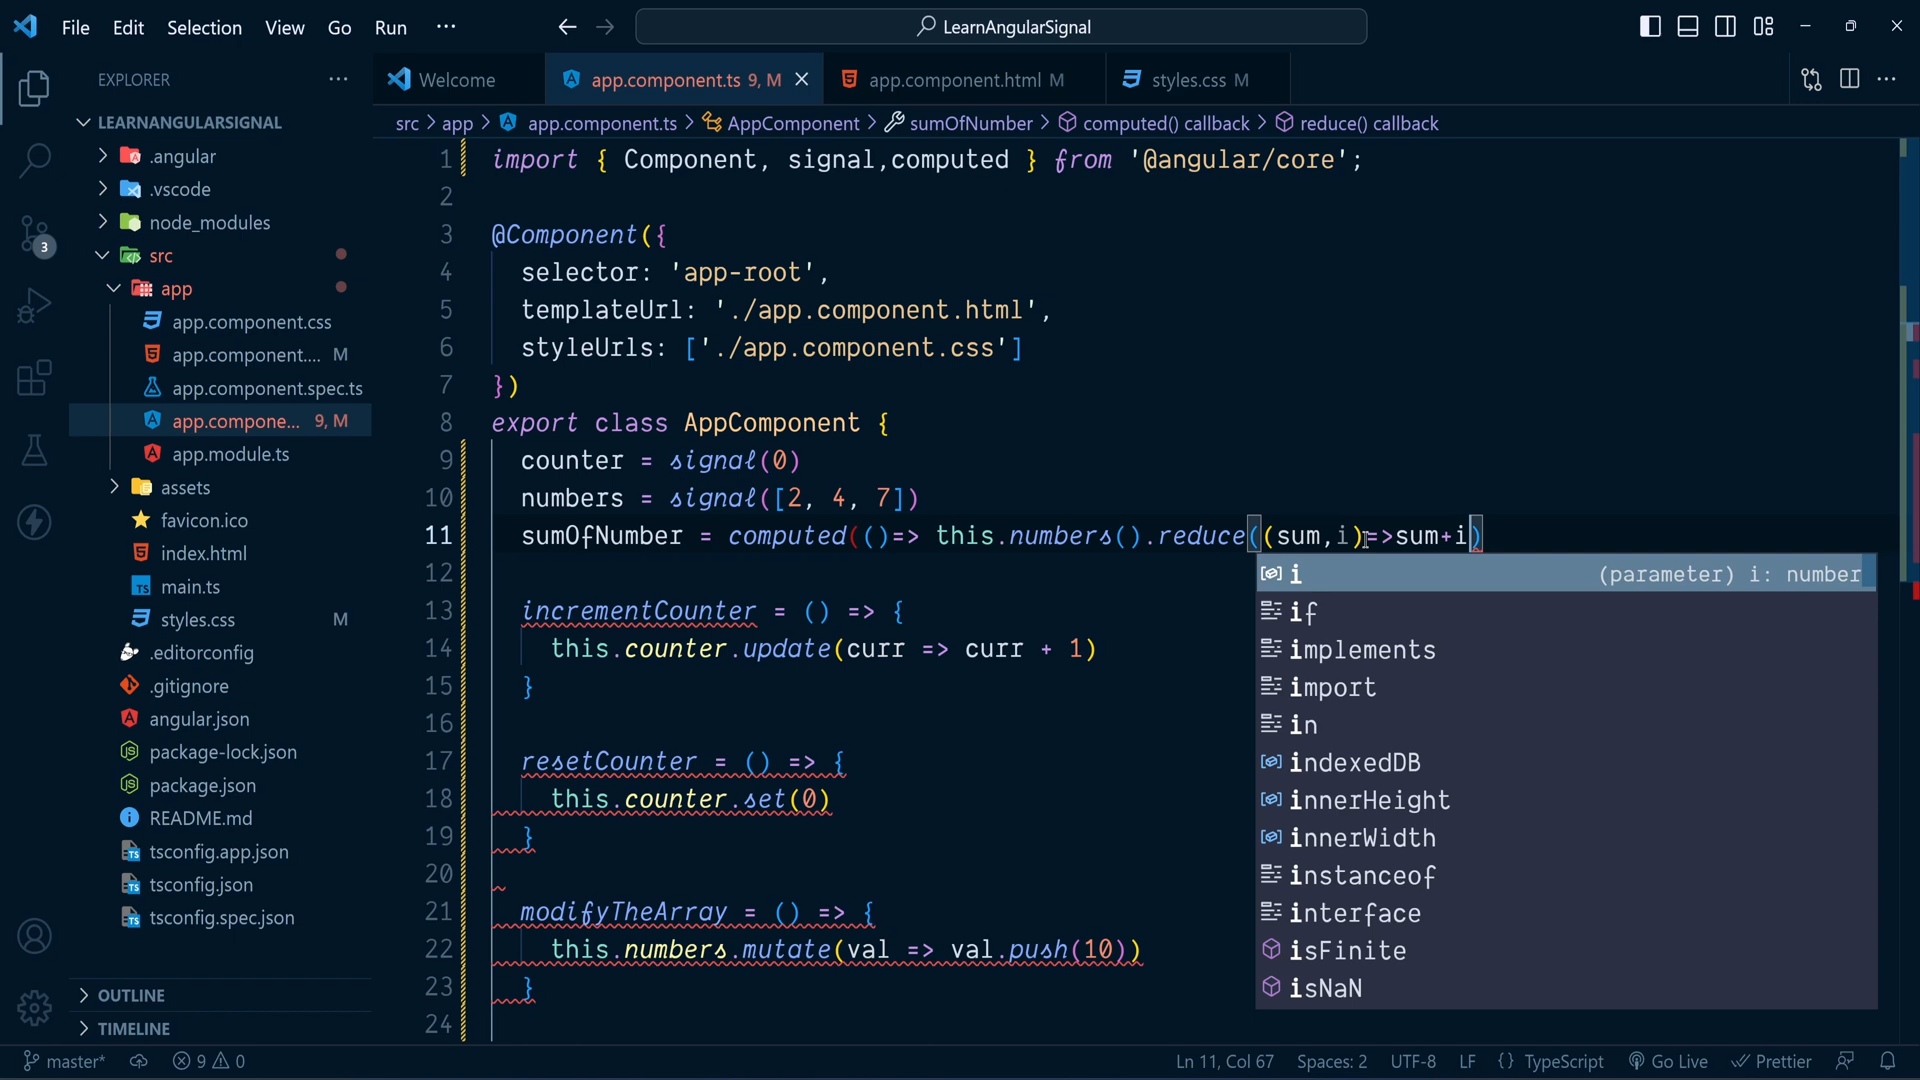 File Edit Selection View Go Run ···
LearnAngularSignal
EXPLORER
Welcome
app.component.ts 9, M
app.component.html M
styles.css M
src > app > app.component.ts > AppComponent > sumOfNumber > computed() callback > reduce() callback
LEARNANGULARSIGNAL
.angular
.vscode
node_modules
src
app
app.component.css
app.component.... M
app.component.spec.ts
app.compone... 9, M
app.module.ts
assets
favicon.ico
index.html
main.ts
styles.css M
.editorconfig
.gitignore
angular.json
package-lock.json
package.json
README.md
tsconfig.app.json
tsconfig.json
tsconfig.spec.json
OUTLINE
TIMELINE
3
1 import { Component, signal,computed } from '@angular/core';
2
3 @Component({
4 selector: 'app-root',
5 templateUrl: './app.component.html',
6 styleUrls: ['./app.component.css']
7 })
8 export class AppComponent {
9 counter = signal(0)
10 numbers = signal([2, 4, 7])
11 sumOfNumber = computed(()=> this.numbers().reduce((sum,i)=>sum+i)
12
13 incrementCounter = () => {
14 this.counter.update(curr => curr + 1)
15 }
16
17 resetCounter = () => {
18 this.counter.set(0)
19 }
20
21 modifyTheArray = () => {
22 this.numbers.mutate(val => val.push(10))
23 }
24
i (parameter) i: number
if
implements
import
in
indexedDB
innerHeight
innerWidth
instanceof
interface
isFinite
isNaN
master* 9 0 Ln 11, Col 67 Spaces: 2 UTF-8 LF {} TypeScript Go Live Prettier